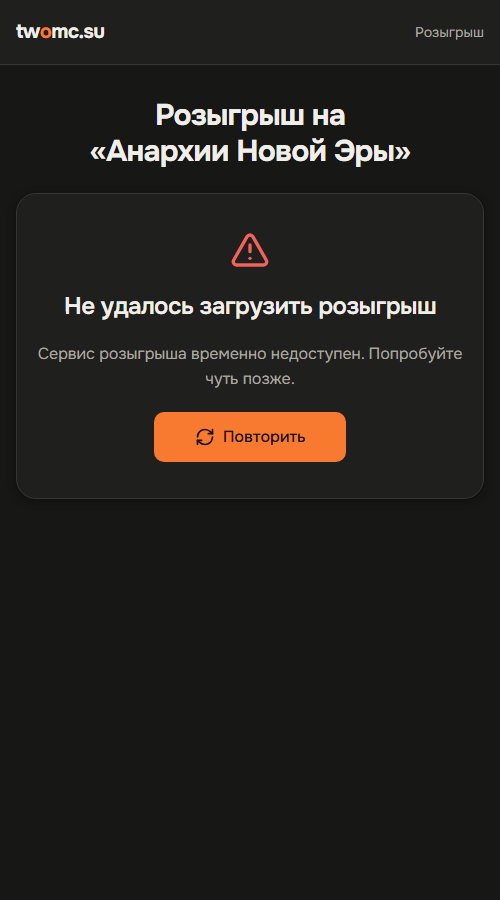 twomc.su
Розыгрыш
Розыгрыш на
«Анархии Новой Эры»
Не удалось загрузить розыгрыш
Сервис розыгрыша временно недоступен. Попробуйте
чуть позже.
Повторить